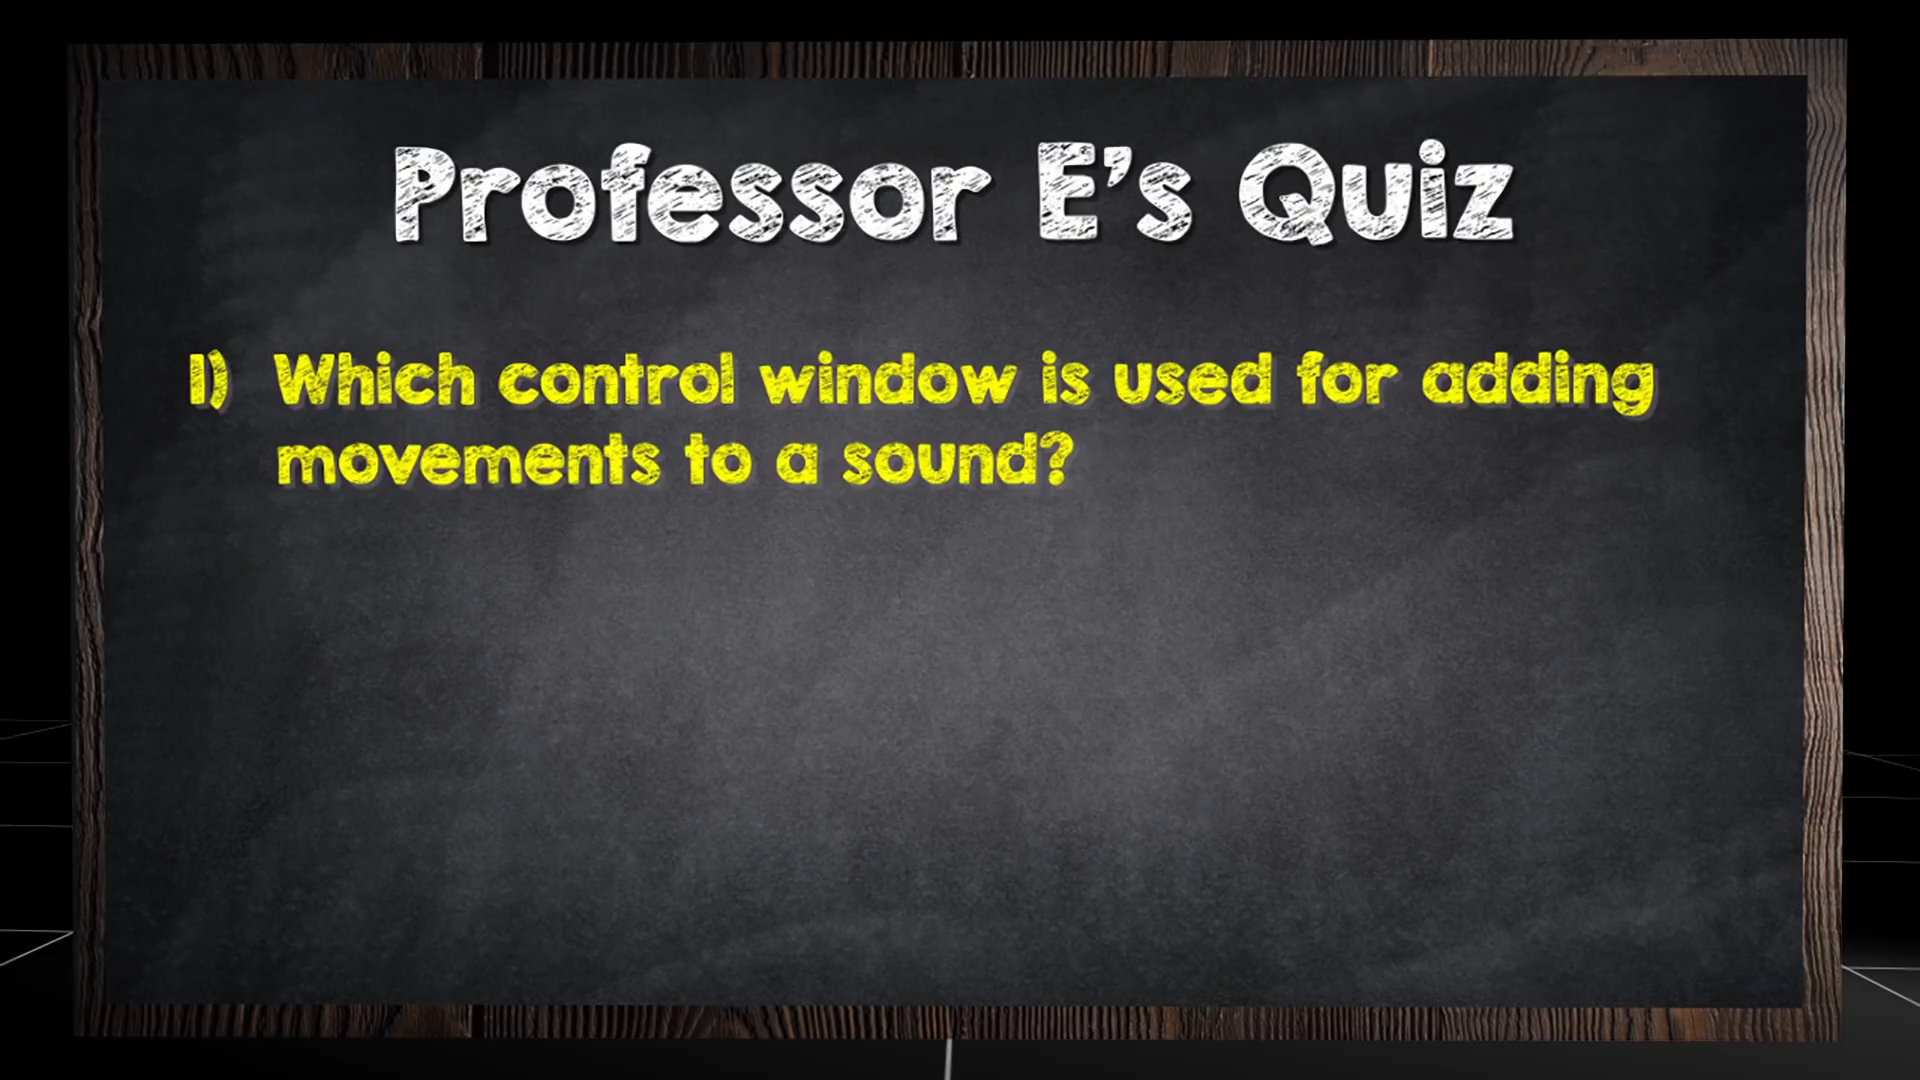 Professor E's Quiz
1) Which control window is used for adding
movements to a sound?